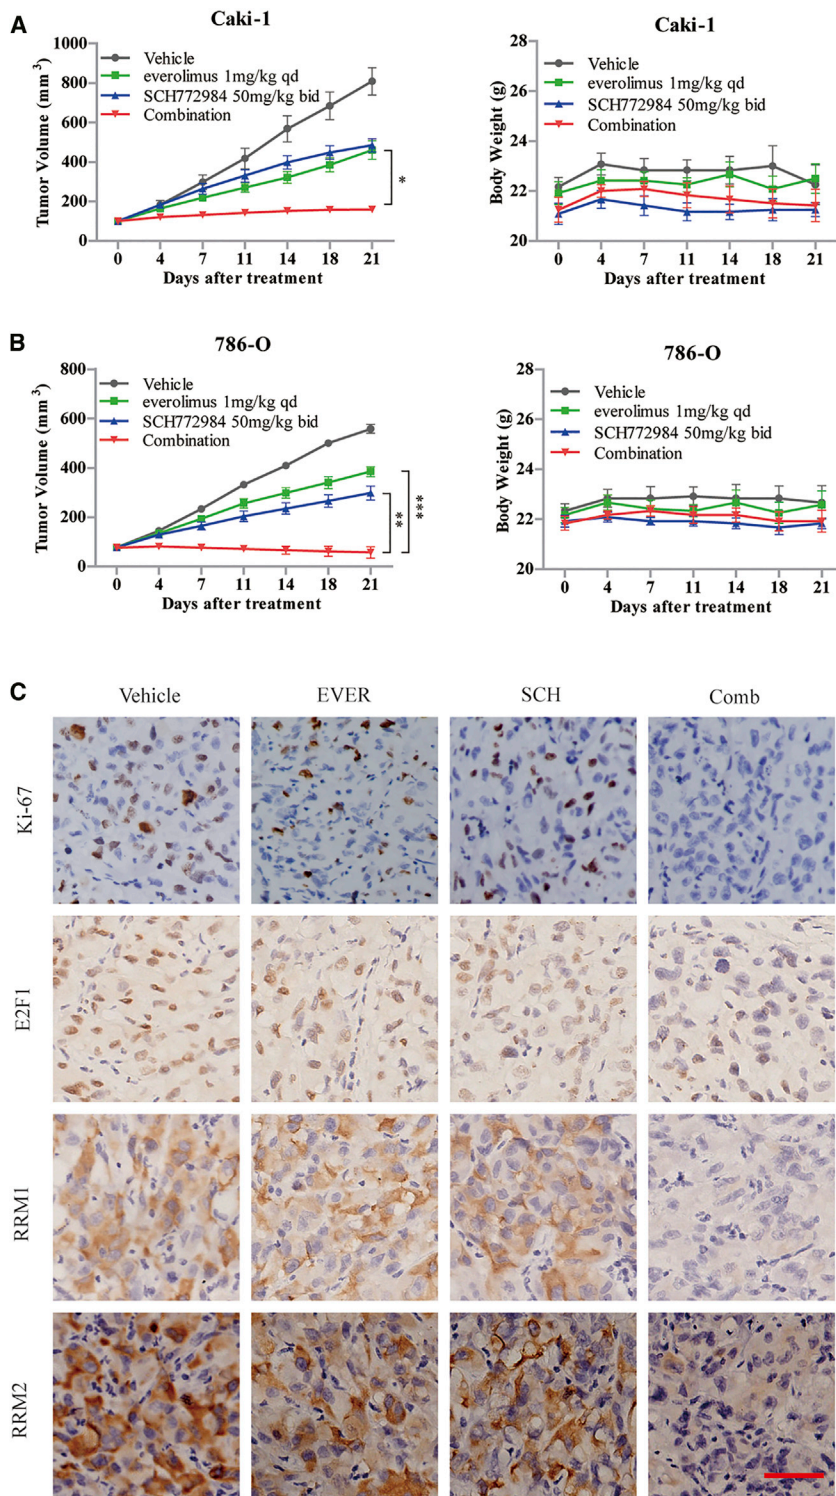 A
Caki-1
Tumor Volume (mm 3)
1000
800
600
400
200
0
Vehicle
everolimus 1mg/kg qd
SCH772984 50mg/kg bid
Combination
*
0 4 7 11 14 18 21
Days after treatment
Caki-1
Body Weight (g)
28
26
24
22
20
Vehicle
everolimus 1mg/kg qd
SCH772984 50mg/kg bid
Combination
0 4 7 11 14 18 21
Days after treatment
B
786-O
Tumor Volume (mm 3)
800
600
400
200
0
Vehicle
everolimus 1mg/kg qd
SCH772984 50mg/kg bid
Combination
**
***
0 4 7 11 14 18 21
Days after treatment
786-O
Body Weight (g)
28
26
24
22
20
Vehicle
everolimus 1mg/kg qd
SCH772984 50mg/kg bid
Combination
0 4 7 11 14 18 21
Days after treatment
C
Vehicle EVER SCH Comb
Ki-67
E2F1
RRM1
RRM2